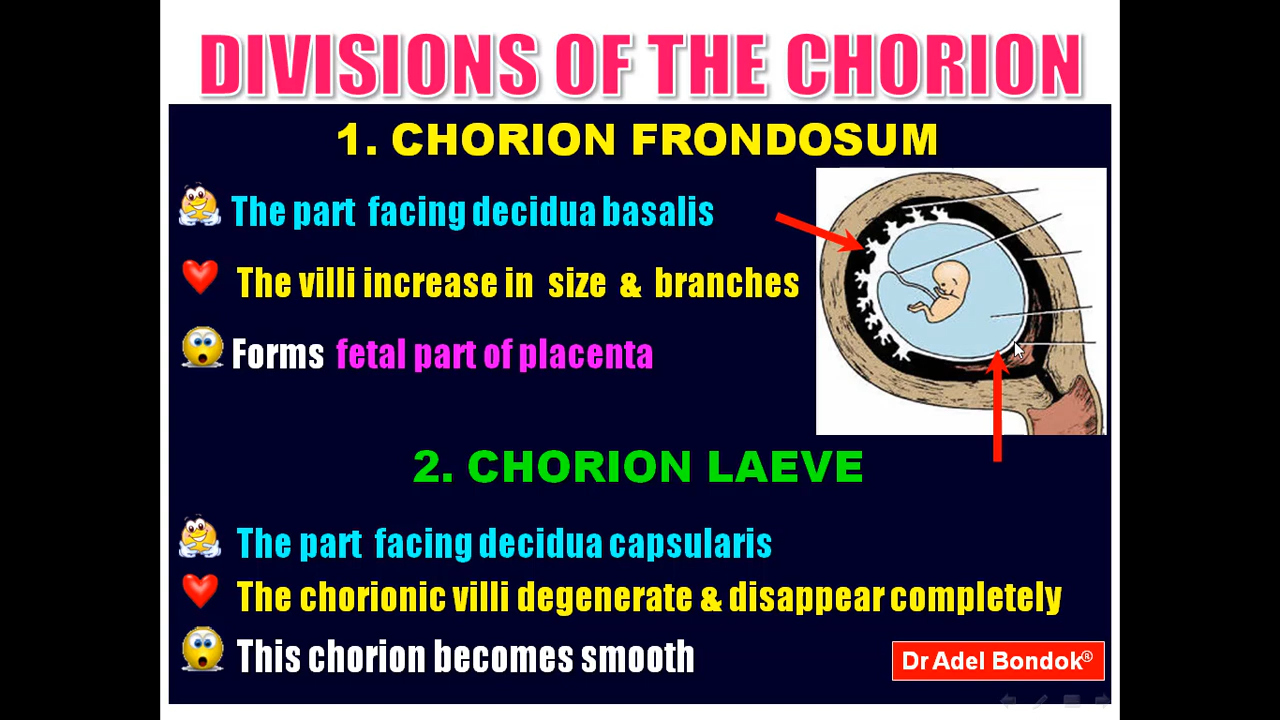 DIVISIONS OF THE CHORION
1. CHORION FRONDOSUM
The part facing decidua basalis
The villi increase in size & branches
Forms fetal part of placenta
2. CHORION LAEVE
The part facing decidua capsularis
The chorionic villi degenerate & disappear completely
This chorion becomes smooth
Dr Adel Bondok®